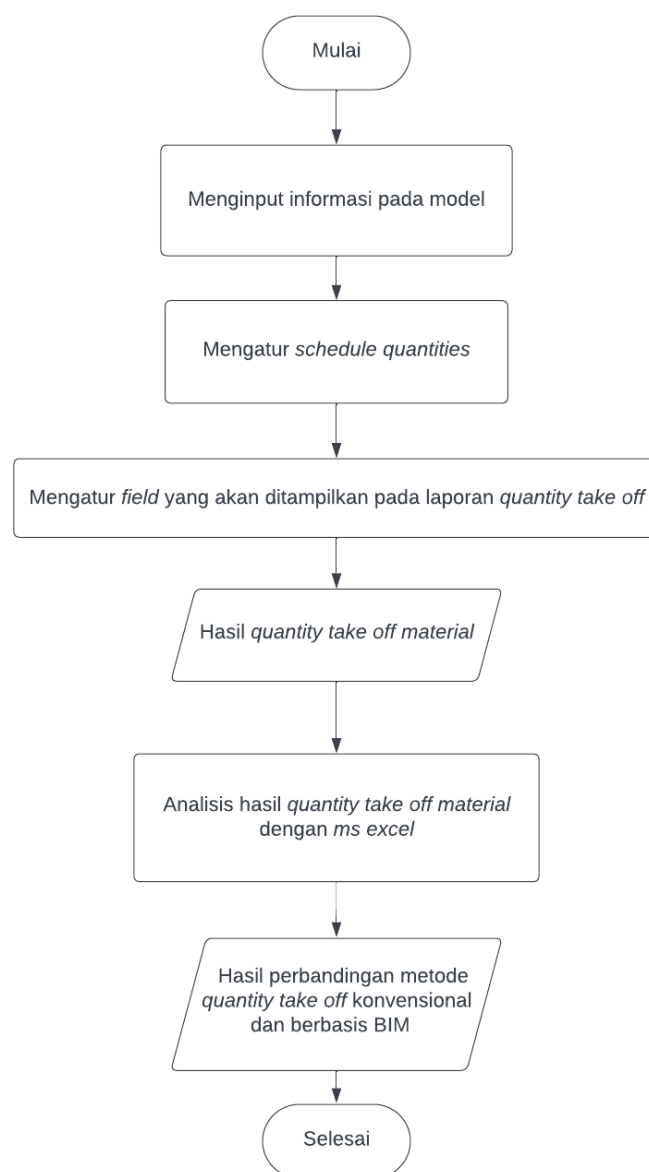 Mulai
Menginput informasi pada model
Mengatur schedule quantities
Mengatur field yang akan ditampilkan pada laporan quantity take off
Hasil quantity take off material
Analisis hasil quantity take off material
dengan ms excel
Hasil perbandingan metode
quantity take off konvensional
dan berbasis BIM
Selesai